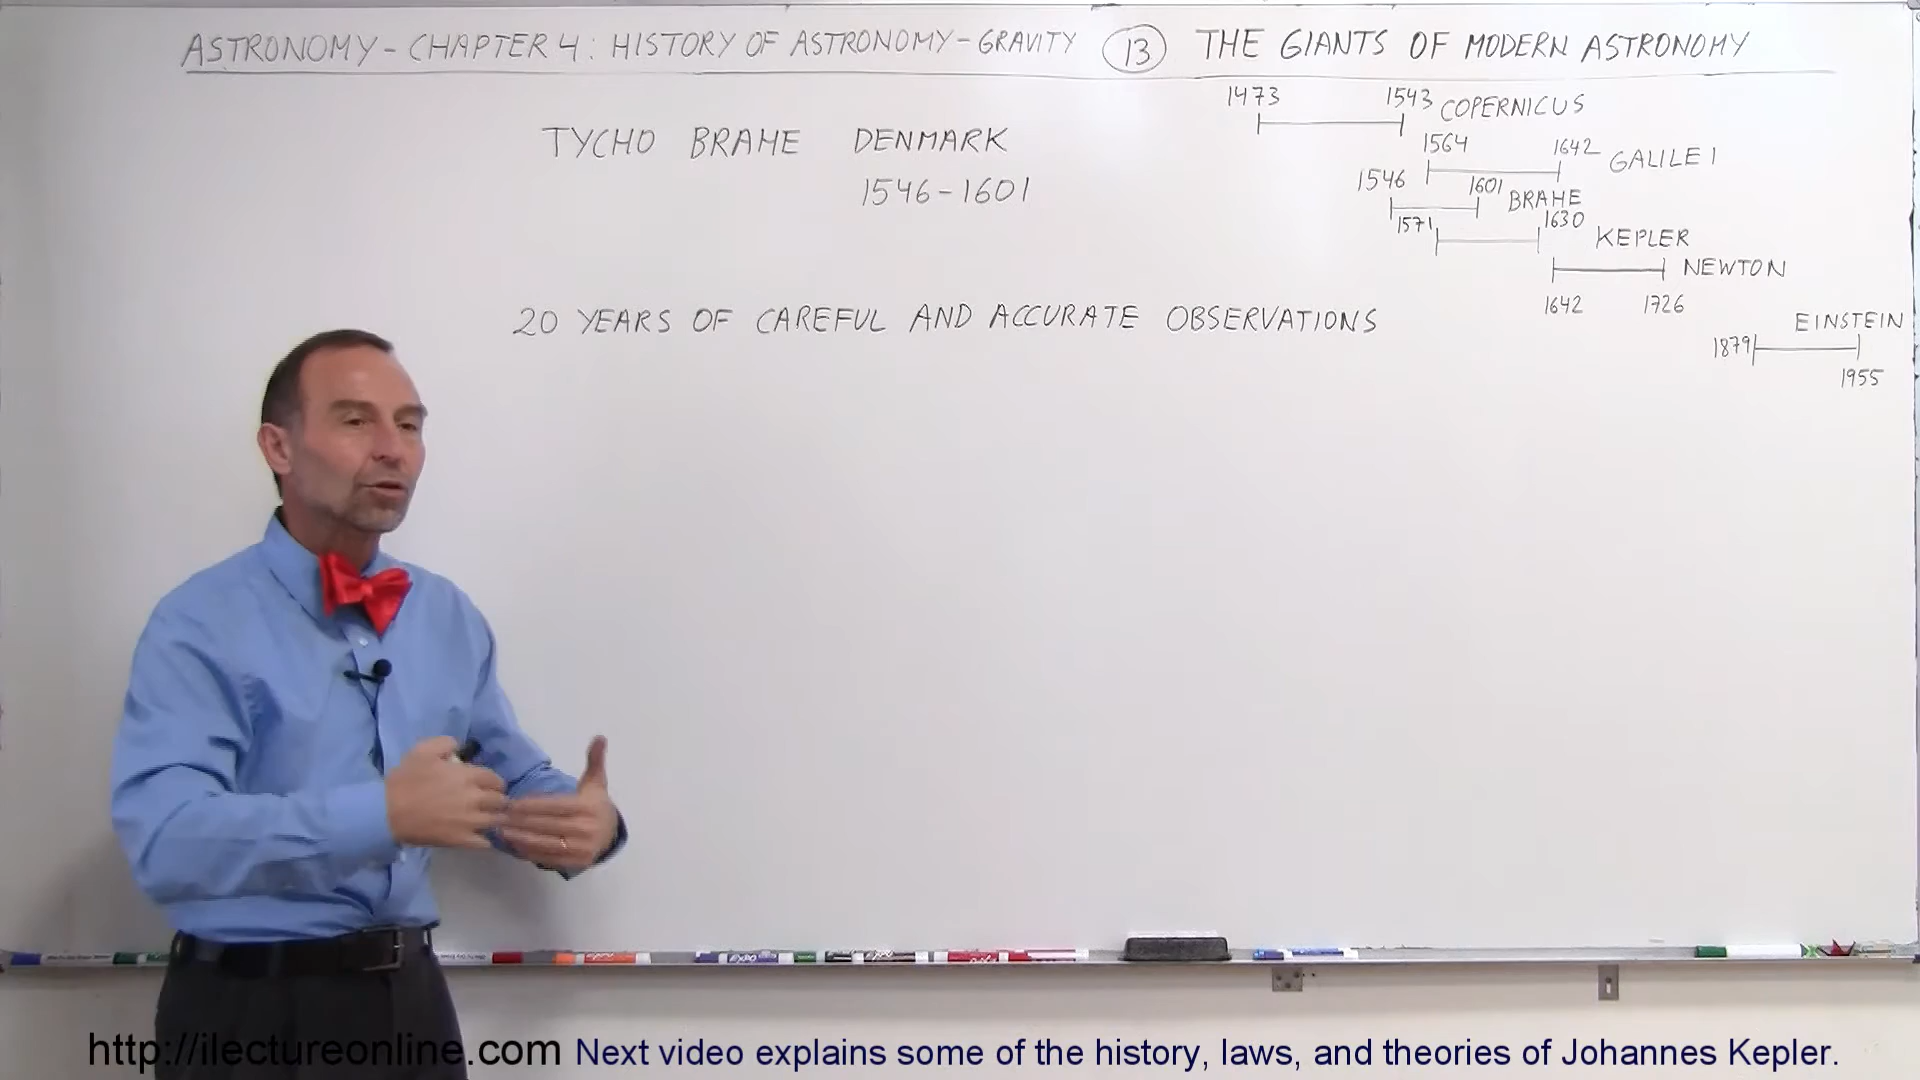 ASTRONOMY - CHAPTER 4: HISTORY OF ASTRONOMY - GRAVITY 13 THE GIANTS OF MODERN ASTRONOMY
TYCHO BRAHE DENMARK
1546-1601
20 YEARS OF CAREFUL AND ACCURATE OBSERVATIONS
1473 1543 COPERNICUS
1564 1642 GALILEI
1546 1601 BRAHE
1571 1630 KEPLER
NEWTON
1642 1726
EINSTEIN
1879
1955
EXPO
http://ilectureonline.com Next video explains some of the history, laws, and theories of Johannes Kepler.